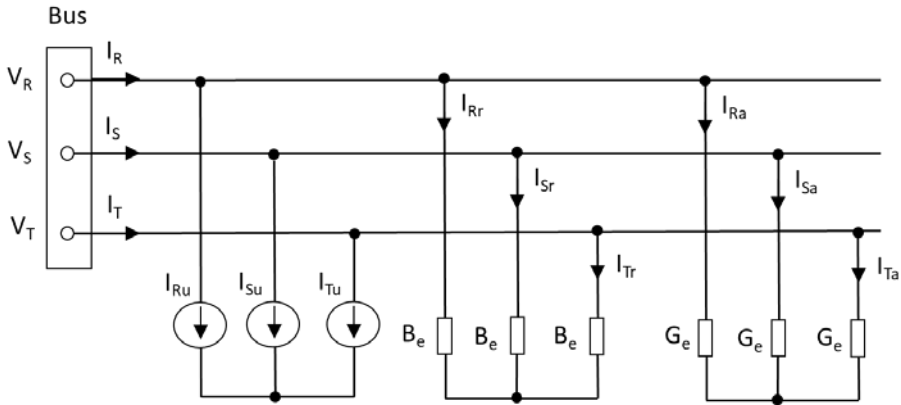 Bus
V_R I_R
I_Rr I_Ra
V_S I_S
I_Sr I_Sa
V_T I_T
I_Tr I_Ta
I_Ru I_Su I_Tu
B_e B_e B_e G_e G_e G_e